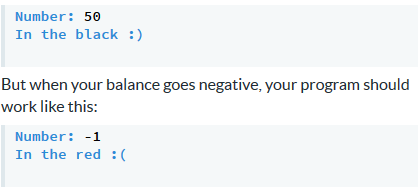 Number: 50
In the black :)
But when your balance goes negative, your program should
work like this:
Number: -1
In the red :(